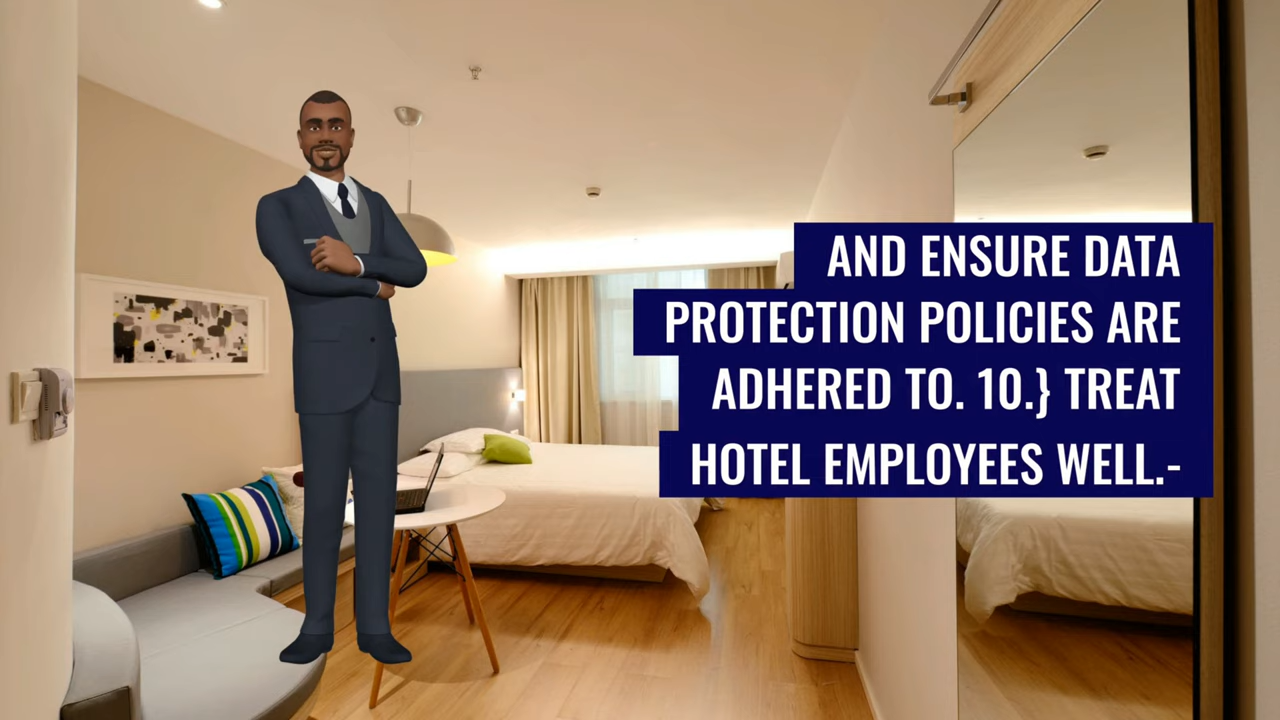 AND ENSURE DATA
PROTECTION POLICIES ARE
ADHERED TO. 10.} TREAT
HOTEL EMPLOYEES WELL.-